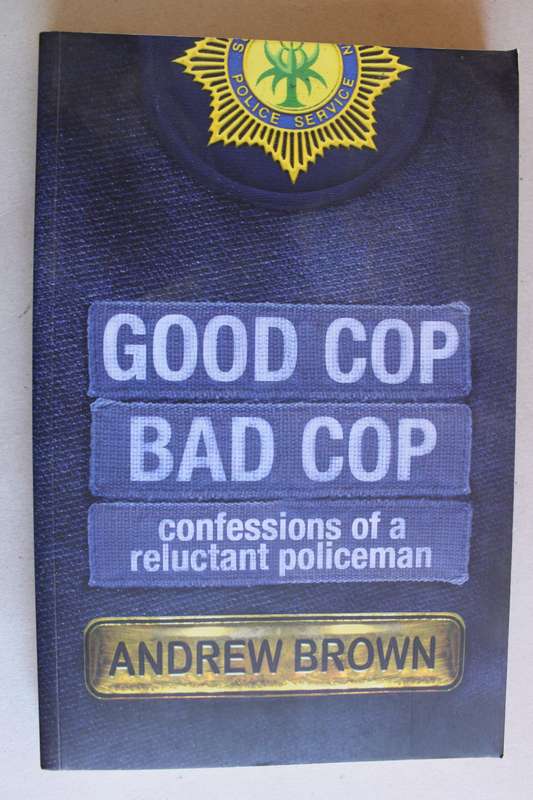 POLICE SERVICE
GOOD COP
BAD COP
confessions of a
reluctant policeman
ANDREW BROWN